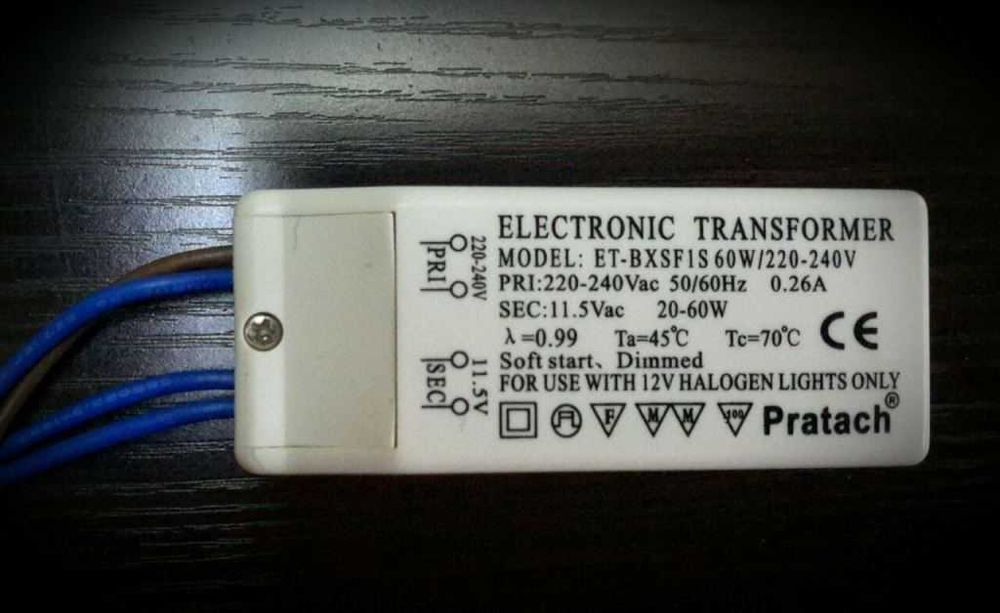 ELECTRONIC TRANSFORMER
MODEL: ET-BXSF1S 60W/220-240V
PRI:220-240Vac 50/60Hz 0.26A
SEC:11.5Vac 20-60W
λ=0.99 Ta=45℃ Tc=70℃
CE
Soft start、Dimmed
FOR USE WITH 12V HALOGEN LIGHTS ONLY
F M M 100 Pratach®
PRI 220-240V
SEC 11.5V